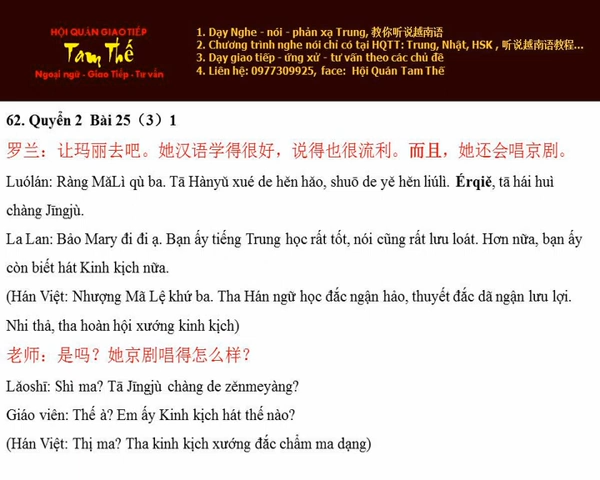 HỘI QUÁN GIAO TIẾP
Tam Thế
Ngoại ngữ - Giao Tiếp - Tư vấn
1. Dạy Nghe - nói - phản xạ Trung, 教你听说越南语
2. Chương trình nghe nói chỉ có tại HQTT: Trung, Nhật, HSK , 听说越南语教程...
3. Dạy giao tiếp - ứng xử - tư vấn theo các chủ đề
4. Liên hệ: 0977309925, face: Hội Quán Tam Thế
62. Quyển 2 Bài 25（3）1
罗兰：让玛丽去吧。她汉语学得很好，说得也很流利。而且，她还会唱京剧。
Luólán: Ràng MǎLì qù ba. Tā Hànyǔ xué de hěn hǎo, shuō de yě hěn liúlì. Érqiě, tā hái huì
chàng Jīngjù.
La Lan: Bảo Mary đi đi ạ. Bạn ấy tiếng Trung học rất tốt, nói cũng rất lưu loát. Hơn nữa, bạn ấy
còn biết hát Kinh kịch nữa.
(Hán Việt: Nhượng Mã Lệ khứ ba. Tha Hán ngữ học đắc ngận hảo, thuyết đắc dã ngận lưu lợi.
Nhi thả, tha hoàn hội xướng kinh kịch)
老师：是吗？她京剧唱得怎么样？
Lǎoshī: Shì ma? Tā Jīngjù chàng de zěnmeyàng?
Giáo viên: Thế à? Em ấy Kinh kịch hát thế nào?
(Hán Việt: Thị ma? Tha kinh kịch xướng đắc chẩm ma dạng)